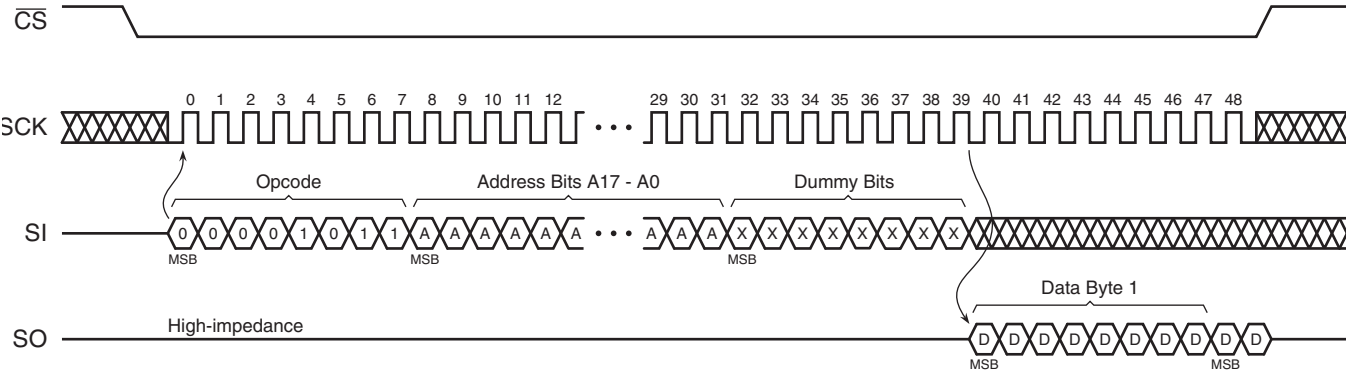 CS
0 1 2 3 4 5 6 7 8 9 10 11 12 29 30 31 32 33 34 35 36 37 38 39 40 41 42 43 44 45 46 47 48
SCK
Opcode Address Bits A17 - A0 Dummy Bits
SI 0 0 0 0 1 0 1 1 A A A A A A A A A X X X X X X X X
MSB MSB MSB
Data Byte 1
High-impedance
SO D D D D D D D D D D
MSB MSB